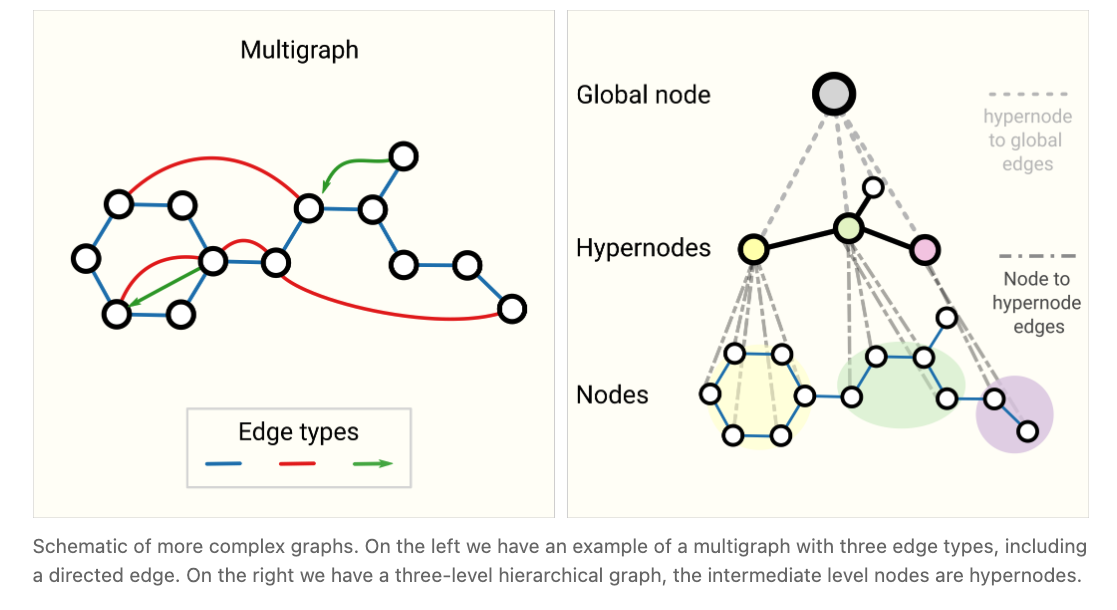 Multigraph
Edge types
Global node
hypernode
to global
edges
Hypernodes
Node to
hypernode
edges
Nodes
Schematic of more complex graphs. On the left we have an example of a multigraph with three edge types, including
a directed edge. On the right we have a three-level hierarchical graph, the intermediate level nodes are hypernodes.